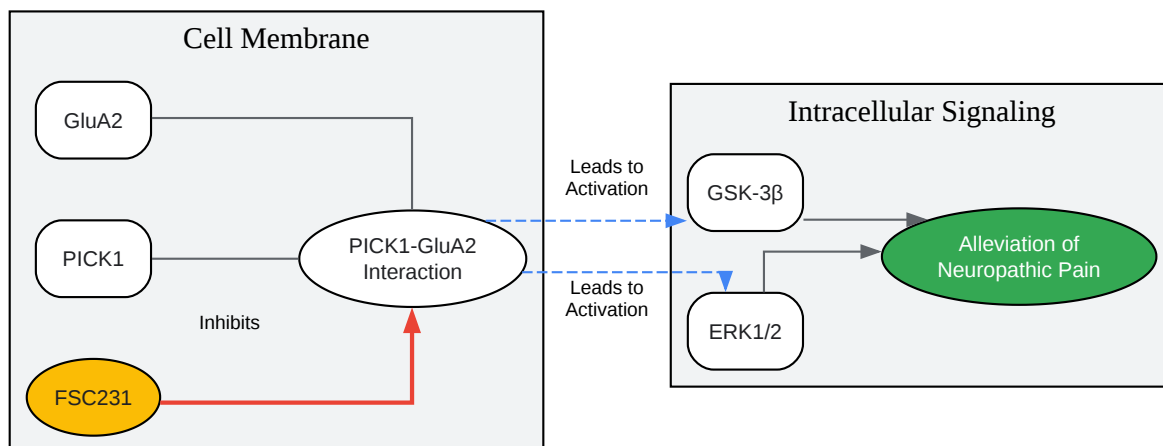 Cell Membrane
GluA2
PICK1
PICK1-GluA2
Interaction
Inhibits
FSC231
Leads to
Activation
Leads to
Activation
Intracellular Signaling
GSK-3β
ERK1/2
Alleviation of
Neuropathic Pain